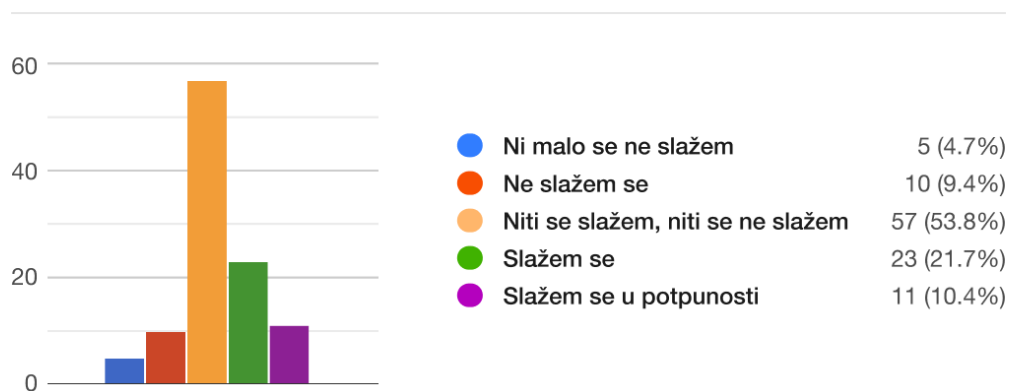 60
40
20
0
Ni malo se ne slažem 5 (4.7%)
Ne slažem se 10 (9.4%)
Niti se slažem, niti se ne slažem 57 (53.8%)
Slažem se 23 (21.7%)
Slažem se u potpunosti 11 (10.4%)